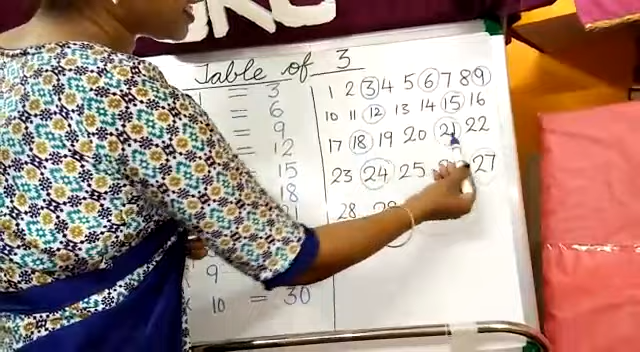 Table of 3
= 3
= 6
= 9
= 12
15
18
21
9
10 = 30
1 2 3 4 5 6 7 8 9
10 11 12 13 14 15 16
17 18 19 20 21 22
23 24 25 27
28